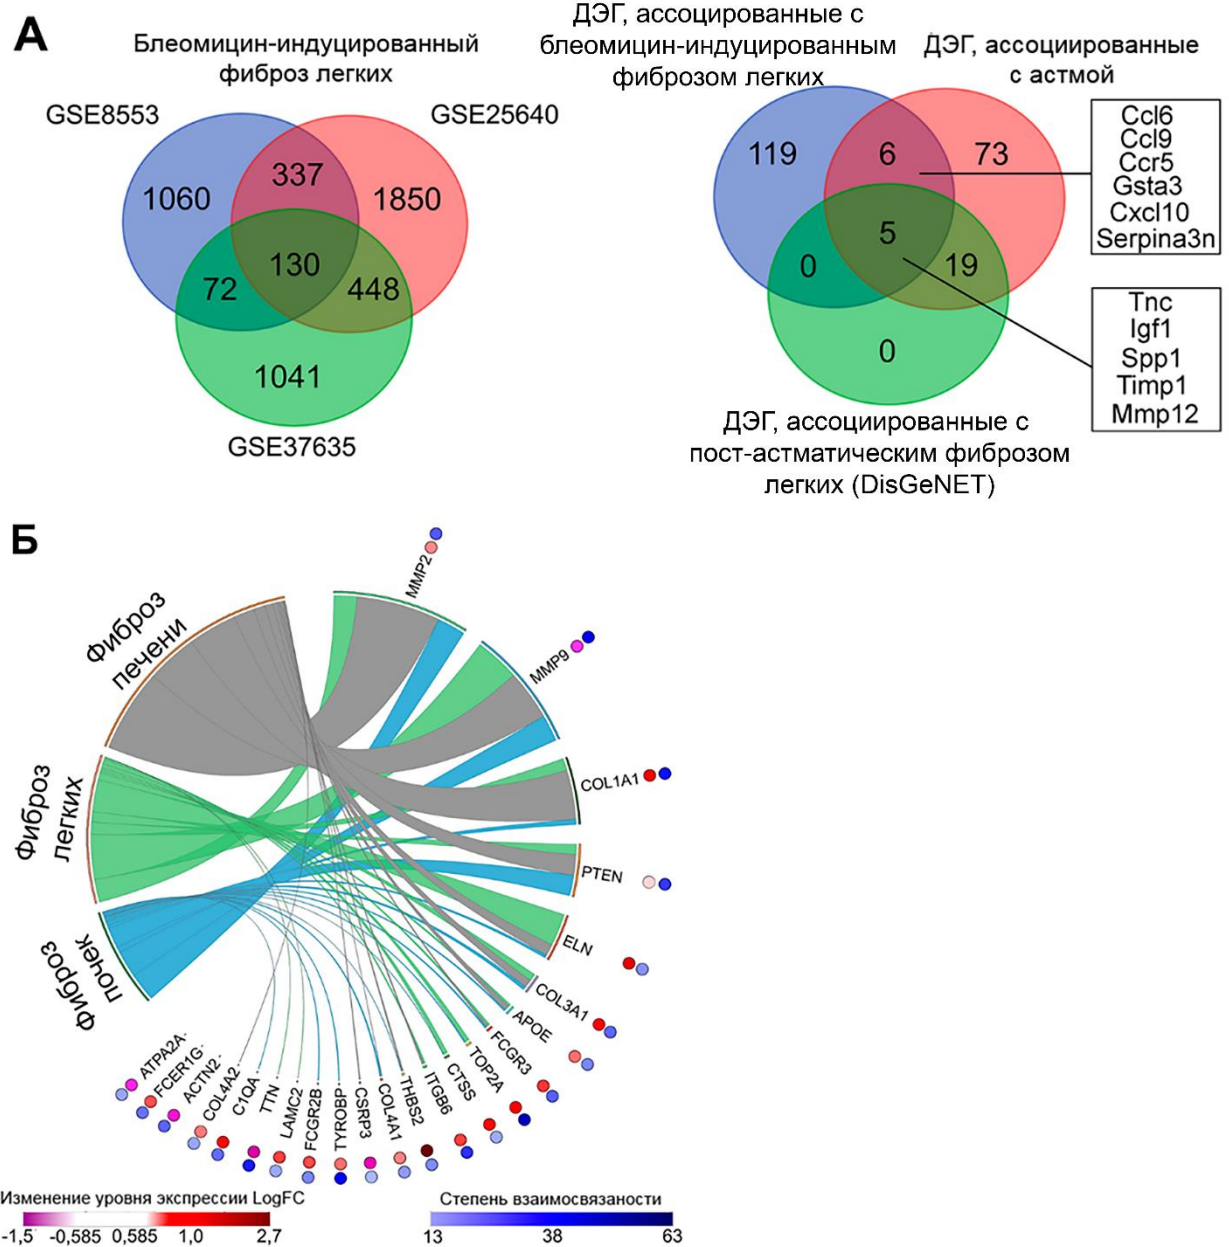 А
Блеомицин-индуцированный
фиброз легких
GSE8553
GSE25640
1060
337
1850
130
72
448
1041
GSE37635
ДЭГ, ассоцированные с
блеомицин-индуцированным
фиброзом легких
ДЭГ, ассоциированные
с астмой
119
6
73
5
0
19
0
Ccl6
Ccl9
Ccr5
Gsta3
Cxcl10
Serpina3n
Tnc
Igf1
Spp1
Timp1
Mmp12
ДЭГ, ассоциированные с
пост-астматическим фиброзом
легких (DisGeNET)
Б
Фиброз
печени
Фиброз
легких
Фиброз
почек
MMP2
MMP9
COL1A1
PTEN
ELN
COL3A1
APOE
FCGR3
TOP2A
CTSS
ITGB6
THBS2
COL4A1
CSRP3
TYROBP
FCGR2B
LAMC2
TTN
C1QA
COL4A2
ACTN2
FCER1G
ATPA2A
Изменение уровня экспрессии LogFC
-1,5 -0,585 0,585 1,0 2,7
Степень взаимосвязаности
13 38 63